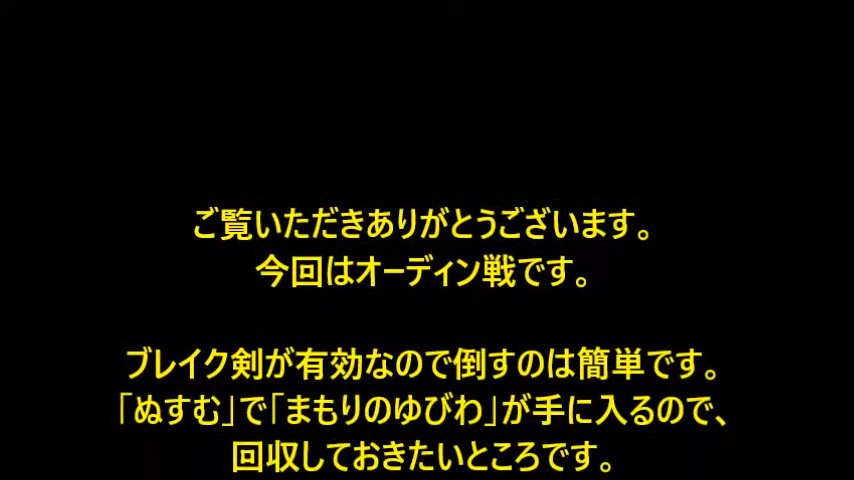 ご覧いただきありがとうございます。
今回はオーディン戦です。
ブレイク剣が有効なので倒すのは簡単です。
「ぬすむ」で「まもりのゆびわ」が手に入るので、
回収しておきたいところです。